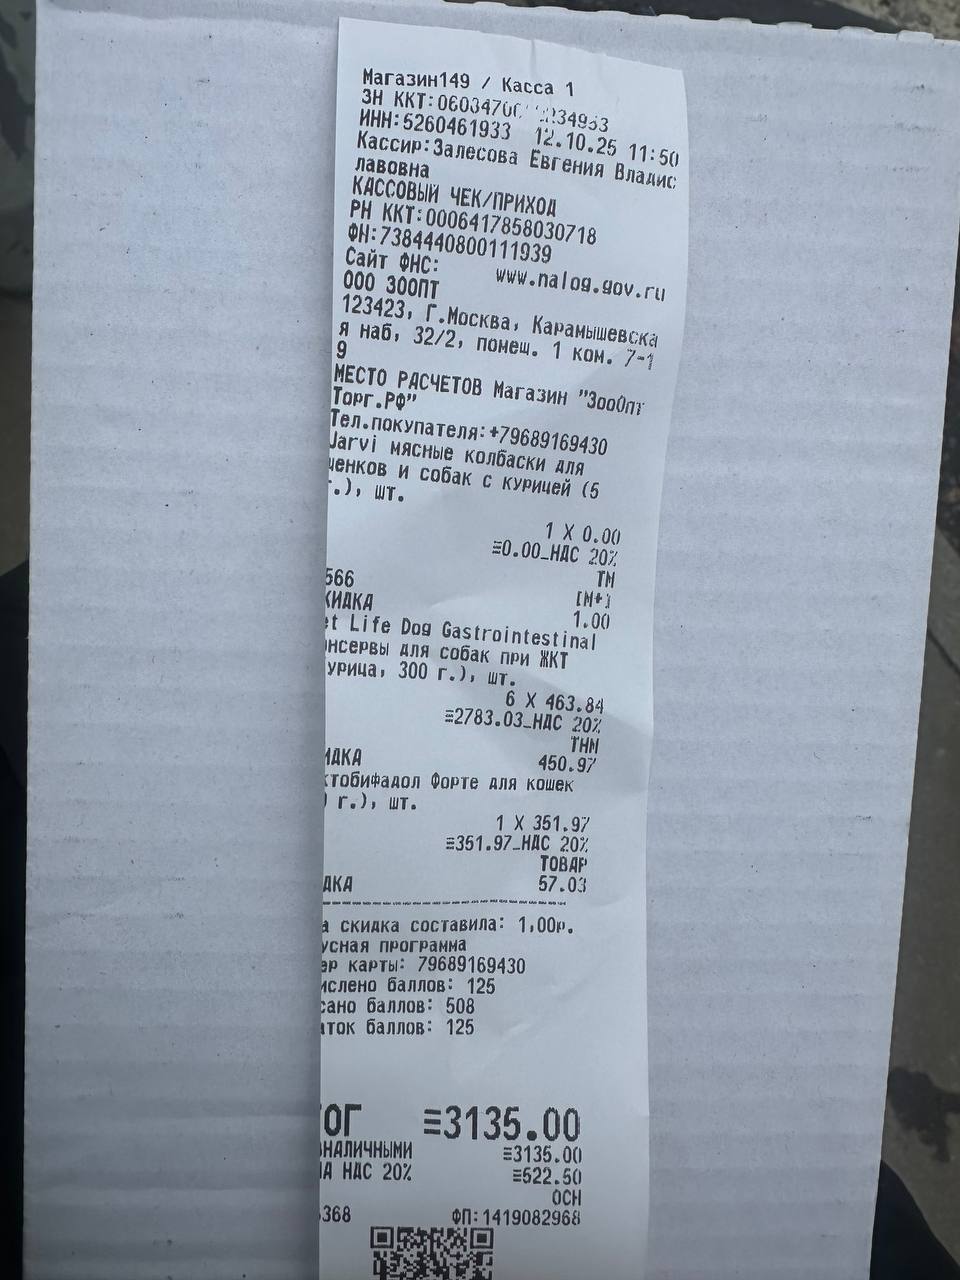 Магазин149 / Касса 1
ЗН ККТ:
ИНН:5260461933 12.10.25 11:50
Кассир:Залесова Евгения Владис
лавовна
КАССОВЫЙ ЧЕК/ПРИХОД
РН ККТ:0006417858030718
ФН:7384440800111939
Сайт ФНС: www.nalog.gov.ru
ООО ЗООПТ
123423, Г.Москва, Карамышевска
я наб, 32/2, помещ. 1 ком. 7-1
9
МЕСТО РАСЧЕТОВ Магазин "ЗооОпт
Торг.РФ"
Тел.покупателя:+79689169430
Jarvi мясные колбаски для
щенков и собак с курицей (5
г.), шт.
1 X 0.00
≡0.00_НДС 20%
ТМ
566 [М+]
КИДКА 1.00
et Life Dog Gastrointestinal
нсервы для собак при ЖКТ
урица, 300 г.), шт.
6 X 463.84
≡2783.03_НДС 20%
ТНМ
ИДКА 450.97
ктобифадол Форте для кошек
г.), шт.
1 X 351.97
≡351.97_НДС 20%
ТОВАР
ДКА 57.03
а скидка составила: 1,00р.
усная программа
ер карты: 79689169430
ислено баллов: 125
сано баллов: 508
аток баллов: 125
ОГ ≡3135.00
НАЛИЧНЫМИ ≡3135.00
А НДС 20% ≡522.50
ОСН
368 ФП:1419082968